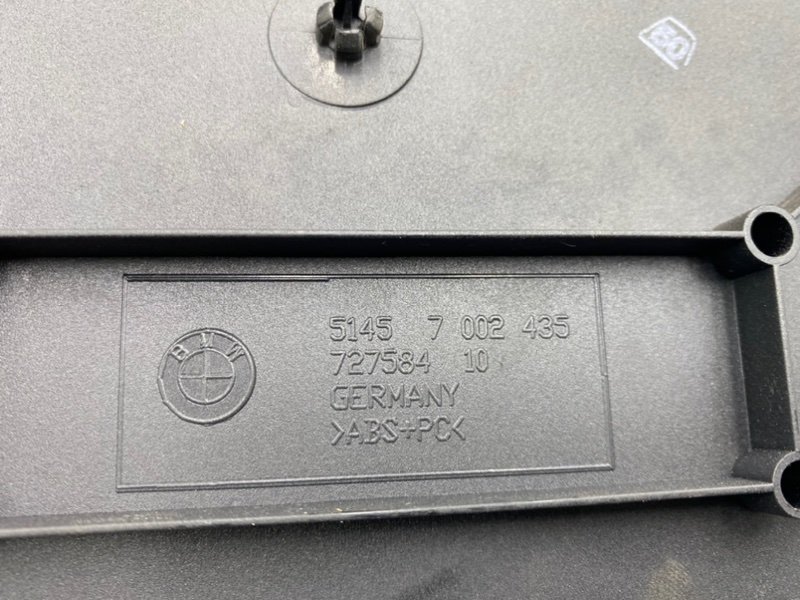 BMW
5145 7 002 435
727584 10
GERMANY
>ABS+PC<